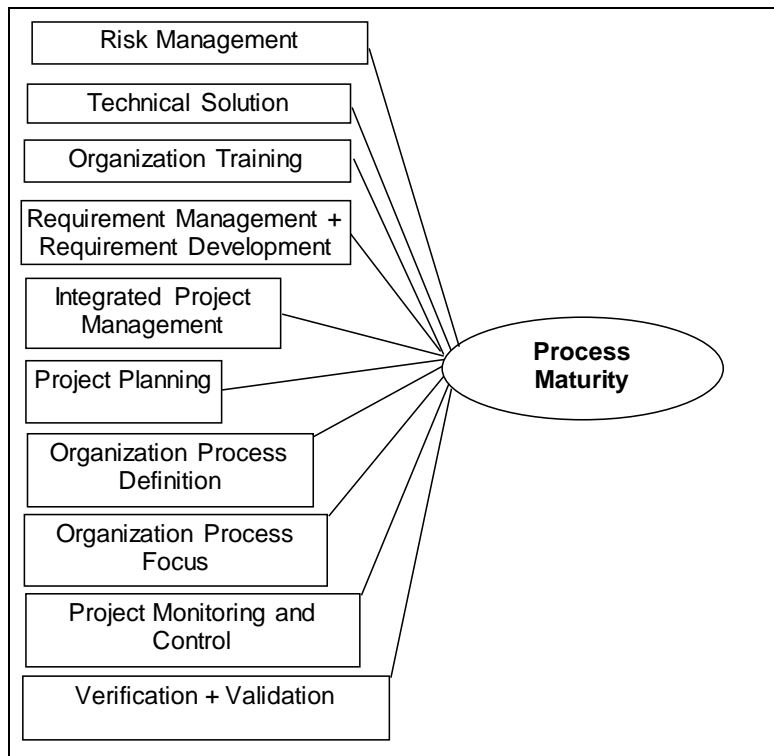 Risk Management
Technical Solution
Organization Training
Requirement Management +
Requirement Development
Integrated Project
Management
Project Planning
Organization Process
Definition
Organization Process
Focus
Project Monitoring and
Control
Verification + Validation
Process
Maturity